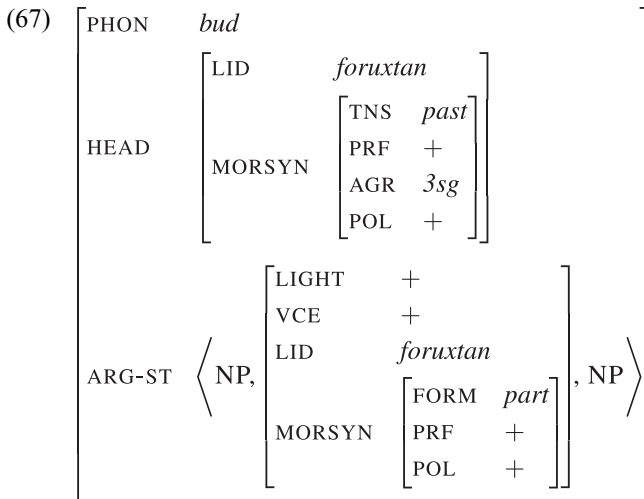 (67)
PHON bud
LID foruxtan
TNS past
PRF +
HEAD
MORSYN
AGR 3sg
POL +
LIGHT +
VCE +
LID foruxtan
ARG-ST ⟨NP, , NP⟩
FORM part
MORSYN PRF +
POL +